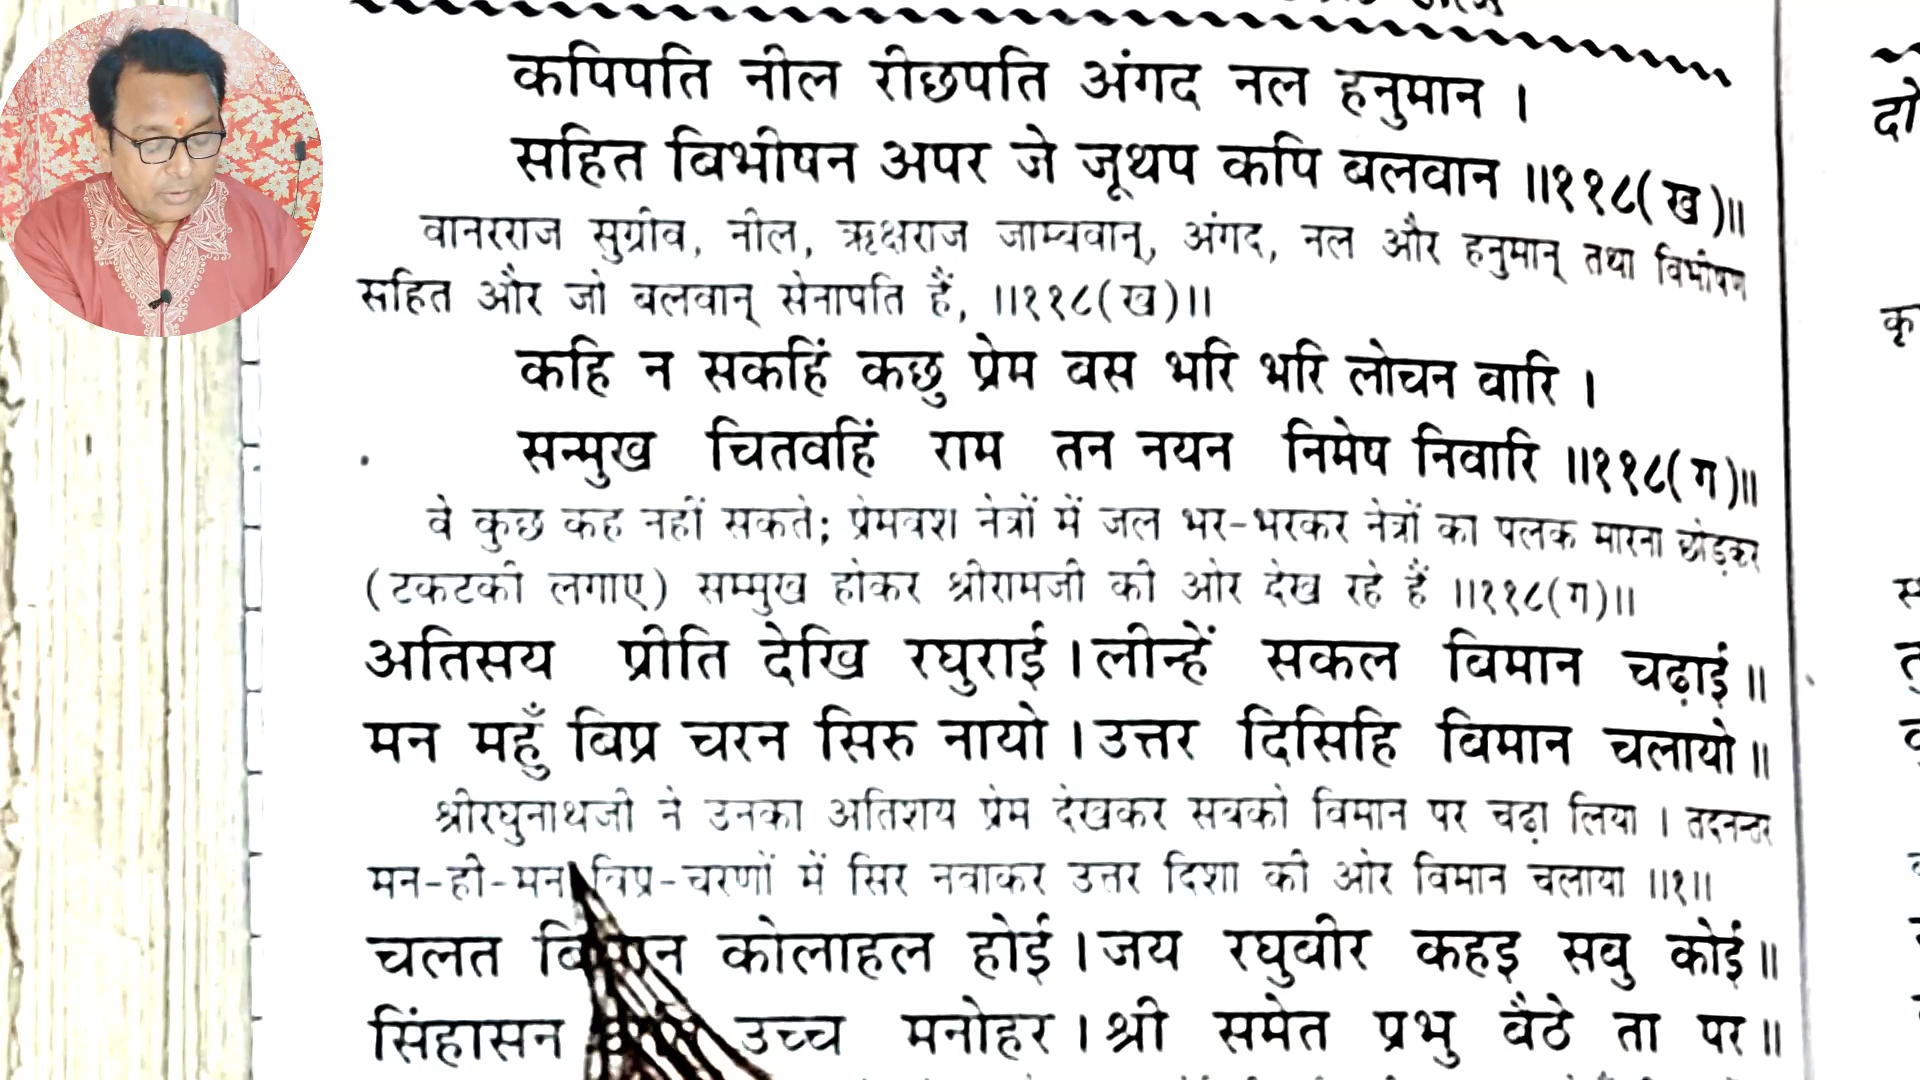 कपिपति नील रीछपति अंगद नल हनुमान ।
सहित बिभीषन अपर जे जूथप कपि बलवान ॥११८(ख)॥
वानरराज सुग्रीव, नील, ऋक्षराज जाम्बवान्, अंगद, नल और हनुमान् तथा विभीषण
सहित और जो बलवान् सेनापति हैं, ॥११८(ख)॥
कहि न सकहिं कछु प्रेम बस भरि भरि लोचन बारि ।
सन्मुख चितवहिं राम तन नयन निमेष निवारि ॥११८(ग)॥
वे कुछ कह नहीं सकते; प्रेमवश नेत्रों में जल भर-भरकर नेत्रों का पलक मारना छोड़कर
(टकटकी लगाए) सम्मुख होकर श्रीरामजी की ओर देख रहे हैं ॥११८(ग)॥
अतिसय प्रीति देखि रघुराई । लीन्हें सकल बिमान चढ़ाई ॥
मन महुँ बिप्र चरन सिरु नायो । उत्तर दिसिहि बिमान चलायो ॥
श्रीरघुनाथजी ने उनका अतिशय प्रेम देखकर सबको विमान पर चढ़ा लिया । तदनन्तर
मन-ही-मन विप्र-चरणों में सिर नवाकर उत्तर दिशा की ओर विमान चलाया ॥१॥
चलत बिमान कोलाहल होई । जय रघुबीर कहइ सबु कोई ॥
सिंहासन उच्च मनोहर । श्री समेत प्रभु बैठे ता पर ॥